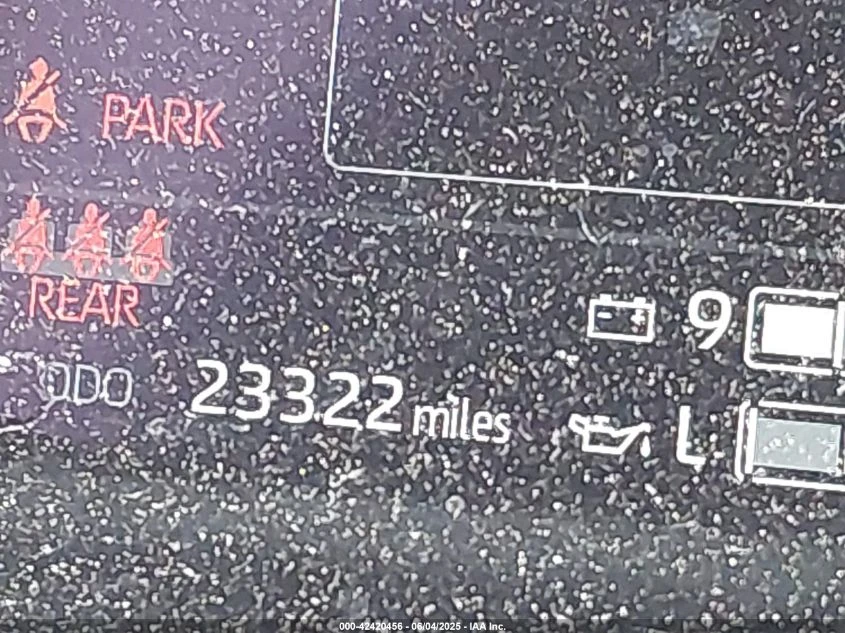 PARK
REAR
9
ODO 23322 miles
L
000-42420456 - 06/04/2025 - IAA Inc.